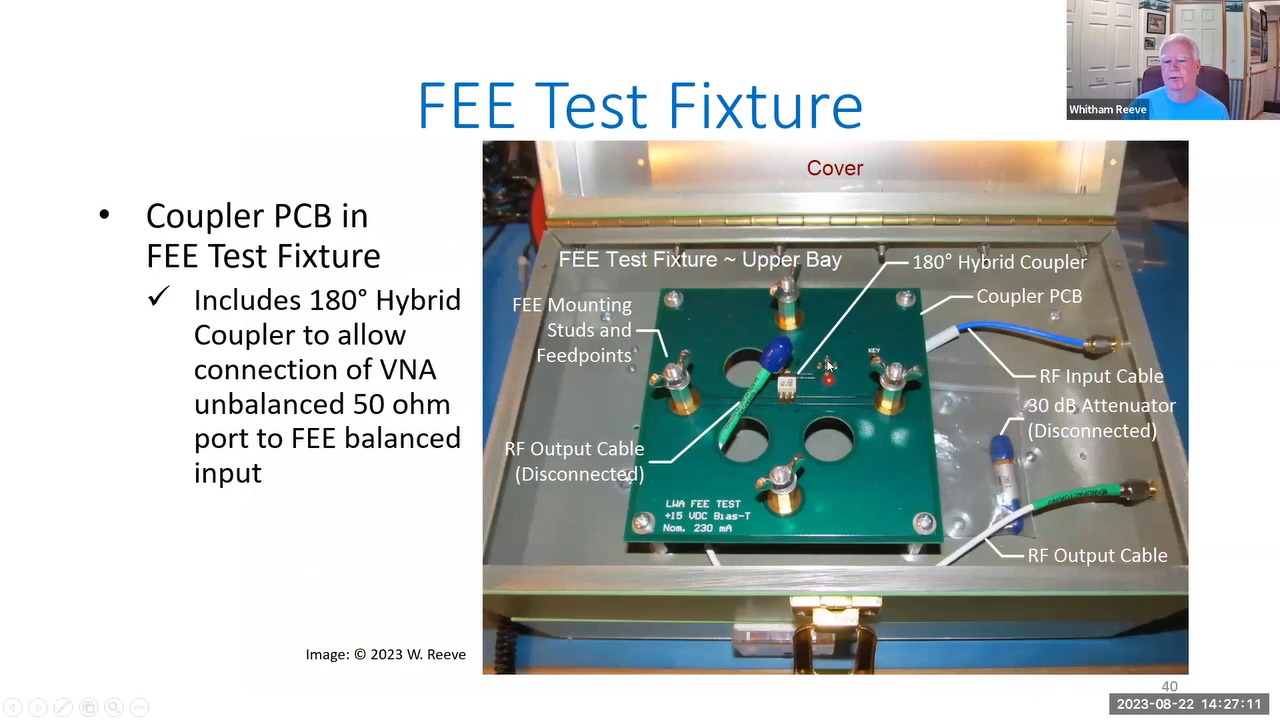 FEE Test Fixture
Whitham Reeve
• Coupler PCB in
FEE Test Fixture
✓ Includes 180° Hybrid
Coupler to allow
connection of VNA
unbalanced 50 ohm
port to FEE balanced
input
Cover
FEE Test Fixture ~ Upper Bay
180° Hybrid Coupler
Coupler PCB
FEE Mounting
Studs and
Feedpoints
KEY
RF Input Cable
30 dB Attenuator
(Disconnected)
RF Output Cable
(Disconnected)
LWA FEE TEST
+15 VDC Bias-T
Nom. 230 mA
RF Output Cable
Image: © 2023 W. Reeve
40
2023-08-22 14:27:11